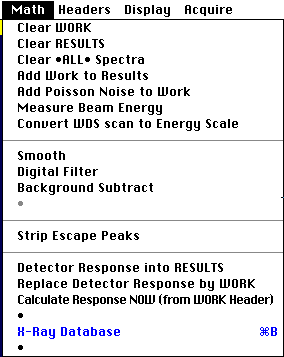 Math Headers Display Acquire
Clear WORK
Clear RESULTS
Clear •ALL• Spectra
Add Work to Results
Add Poisson Noise to Work
Measure Beam Energy
Convert WDS scan to Energy Scale
Smooth
Digital Filter
Background Subtract
•
Strip Escape Peaks
Detector Response into RESULTS
Replace Detector Response by WORK
Calculate Response NOW (from WORK Header)
•
X-Ray Database ⌘B
•